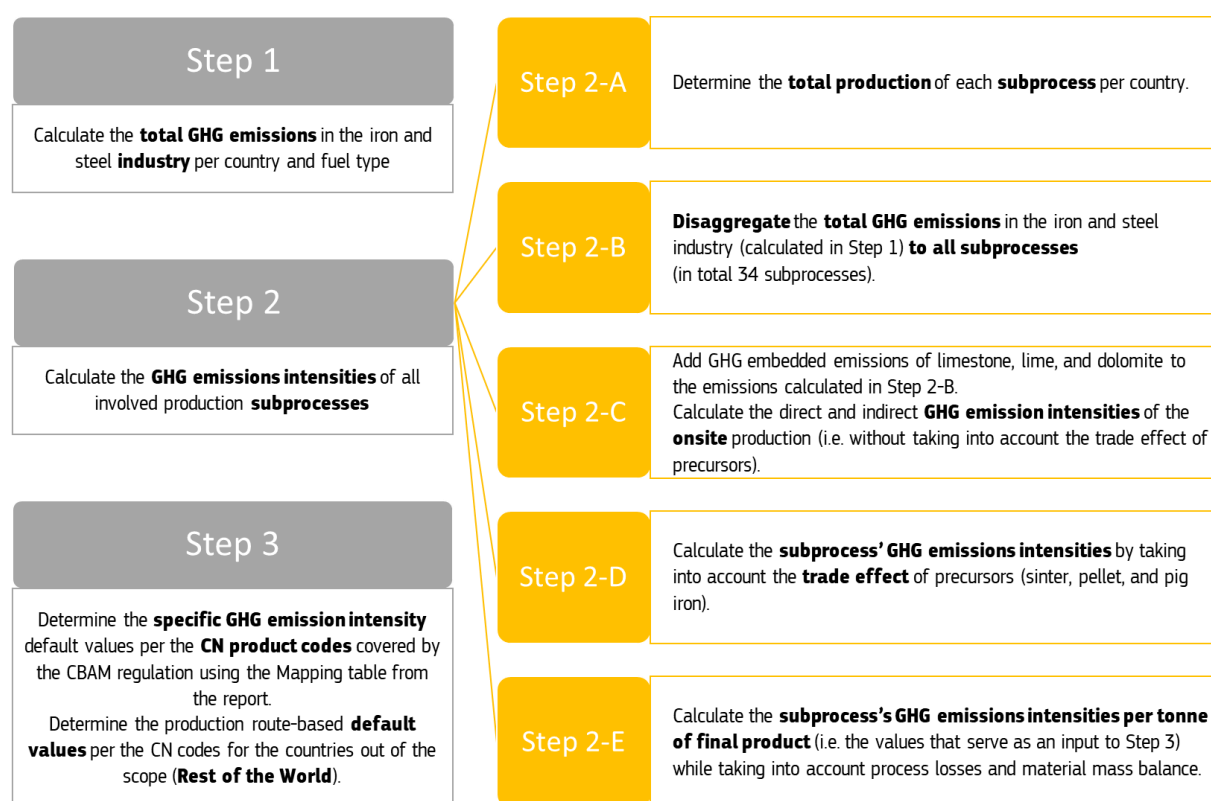 Step 1
Calculate the total GHG emissions in the iron and
steel industry per country and fuel type
Step 2
Calculate the GHG emissions intensities of all
involved production subprocesses
Step 3
Determine the specific GHG emission intensity
default values per the CN product codes covered by
the CBAM regulation using the Mapping table from
the report.
Determine the production route-based default
values per the CN codes for the countries out of the
scope (Rest of the World).
Step 2-A
Determine the total production of each subprocess per country.
Step 2-B
Disaggregate the total GHG emissions in the iron and steel
industry (calculated in Step 1) to all subprocesses
(in total 34 subprocesses).
Step 2-C
Add GHG embedded emissions of limestone, lime, and dolomite to
the emissions calculated in Step 2-B.
Calculate the direct and indirect GHG emission intensities of the
onsite production (i.e. without taking into account the trade effect of
precursors).
Step 2-D
Calculate the subprocess' GHG emissions intensities by taking
into account the trade effect of precursors (sinter, pellet, and pig
iron).
Step 2-E
Calculate the subprocess's GHG emissions intensities per tonne
of final product (i.e. the values that serve as an input to Step 3)
while taking into account process losses and material mass balance.